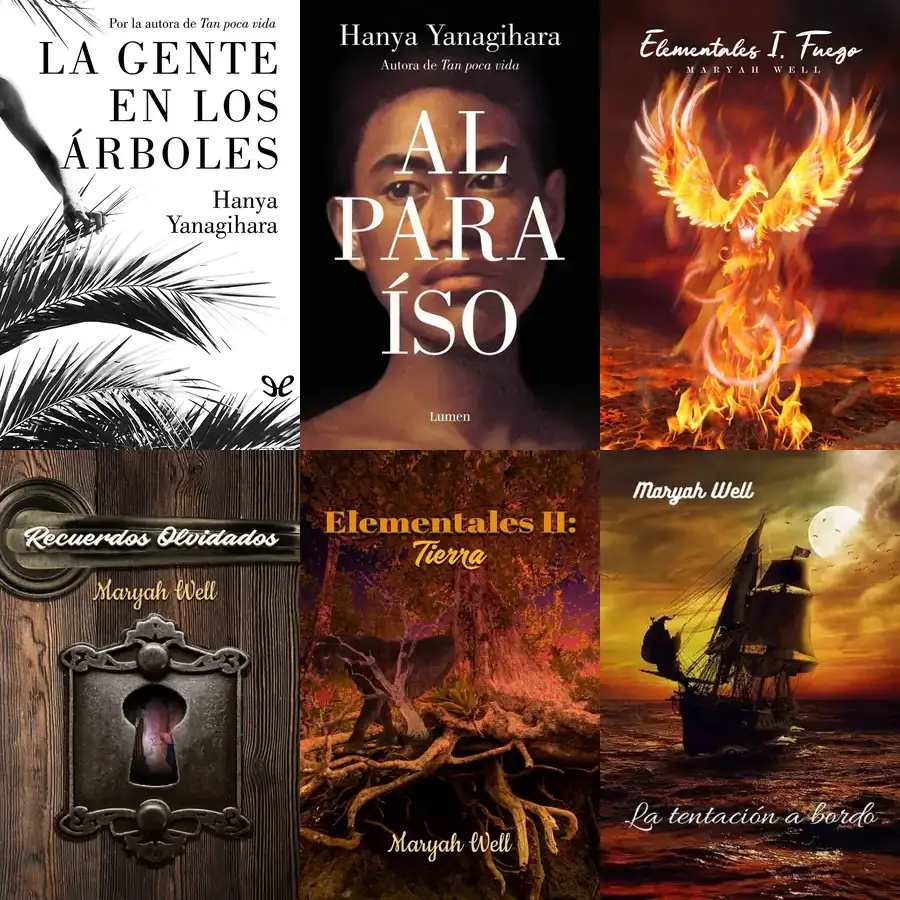 Por la autora de Tan poca vida
LA GENTE
EN LOS
ÁRBOLES
Hanya
Yanagihara
Hanya Yanagihara
Autora de Tan poca vida
AL
PARA
ÍSO
Lumen
Elementales I. Fuego
MARYAH WELL
Recuerdos Olvidados
Maryah Well
Elementales II:
Tierra
Maryah Well
Maryah Well
La tentación a bordo